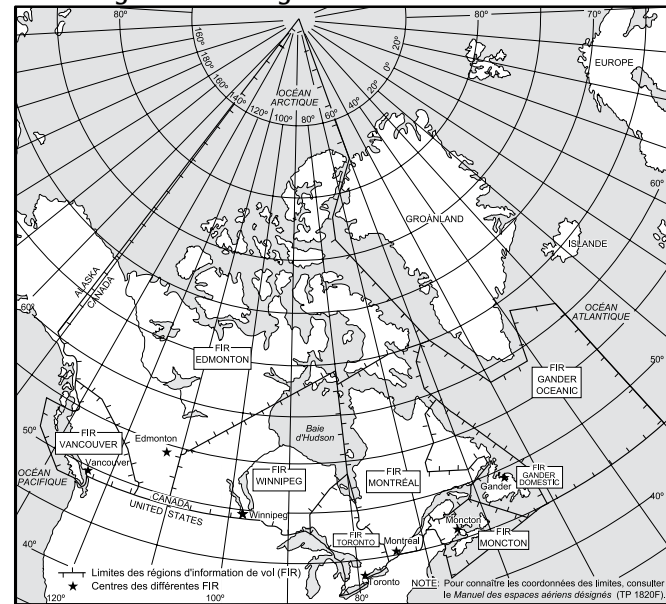 80°
70°
160°
180°
160°
140°
120°
100°
80°
60°
40°
20°
0°
20°
OCÉAN
ARCTIQUE
EUROPE
60°
GROÀNLAND
ISLANDE
ALASKA
CANADA
60°
OCÉAN
ATLANTIQUE
50°
FIR
EDMONTON
FIR
GANDER
OCEANIC
Baie
d'Hudson
50°
FIR
VANCOUVER
Edmonton
Vancouver
OCÉAN
PACIFIQUE
FIR
WINNIPEG
FIR
MONTRÉAL
FIR
GANDER
DOMESTIC
Gander
40°
CANADA
UNITED STATES
Winnipeg
Moncton
FIR
MONCTON
FIR
TORONTO
Montréal
40°
Toronto
Limites des régions d'information de vol (FIR)
Centres des différentes FIR
120°
100°
80°
NOTE: Pour connaître les coordonnées des limites, consulter
le Manuel des espaces aériens désignés (TP 1820F).